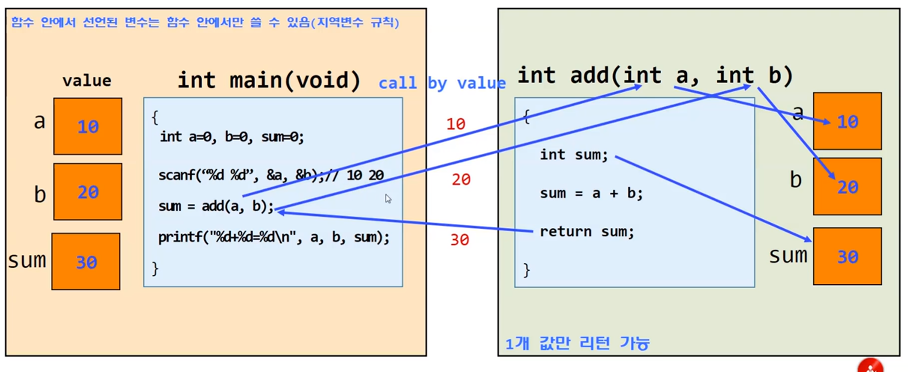 함수 안에서 선언된 변수는 함수 안에서만 쓸 수 있음(지역변수 규칙)
value
int main(void)
call by value
int add(int a, int b)
a
10
b
20
sum
30
{
int a=0, b=0, sum=0;
scanf(“%d %d”, &a, &b);// 10 20
sum = add(a, b);
printf("%d+%d=%d\n", a, b, sum);
}
10
20
30
{
int sum;
sum = a + b;
return sum;
}
a
10
b
20
sum
30
1개 값만 리턴 가능